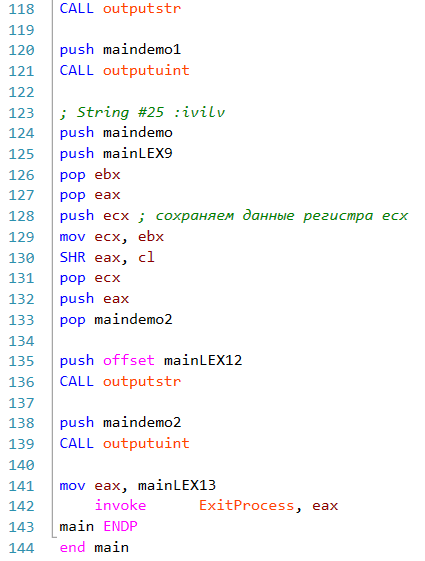 118 CALL outputstr
119
120 push maindemo1
121 CALL outputuint
122
123 ; String #25 :ivilv
124 push maindemo
125 push mainLEX9
126 pop ebx
127 pop eax
128 push ecx ; сохраняем данные регистра ecx
129 mov ecx, ebx
130 SHR eax, cl
131 pop ecx
132 push eax
133 pop maindemo2
134
135 push offset mainLEX12
136 CALL outputstr
137
138 push maindemo2
139 CALL outputuint
140
141 mov eax, mainLEX13
142 invoke ExitProcess, eax
143 main ENDP
144 end main